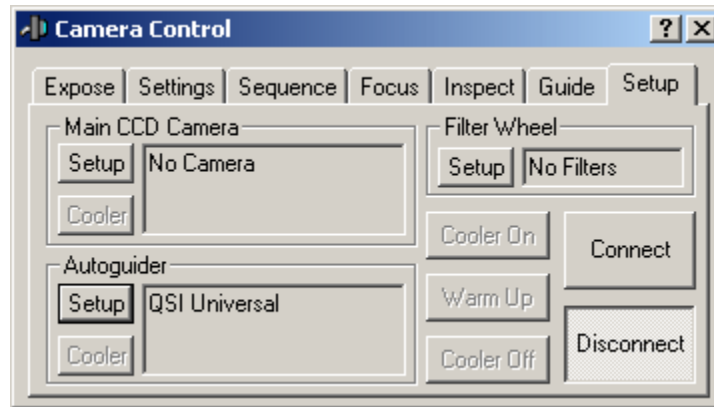 Camera Control
? X
Expose Settings Sequence Focus Inspect Guide Setup
Main CCD Camera
Setup No Camera
Cooler
Filter Wheel
Setup No Filters
Autoguider
Setup QSI Universal
Cooler
Cooler On
Warm Up
Cooler Off
Connect
Disconnect